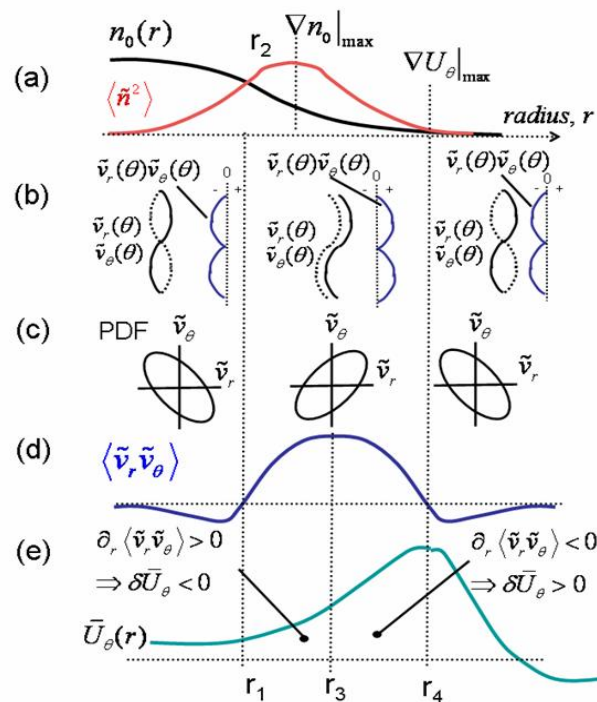 n₀(r)
r₂
∇n₀|max
∇U_θ|max
(a)
⟨ñ²⟩
radius, r
(b)
ṽ_r(θ)ṽ_θ(θ)
0
- +
ṽ_r(θ)
ṽ_θ(θ)
ṽ_r(θ)ṽ_θ(θ)
0
- +
ṽ_r(θ)
ṽ_θ(θ)
ṽ_r(θ)ṽ_θ(θ)
0
- +
ṽ_r(θ)
ṽ_θ(θ)
(c)
PDF
ṽ_θ
ṽ_r
ṽ_θ
ṽ_r
ṽ_θ
ṽ_r
(d)
⟨ṽ_r ṽ_θ⟩
(e)
∂_r ⟨ṽ_r ṽ_θ⟩ > 0
⇒ δŪ_θ < 0
∂_r ⟨ṽ_r ṽ_θ⟩ < 0
⇒ δŪ_θ > 0
Ū_θ(r)
r₁
r₃
r₄